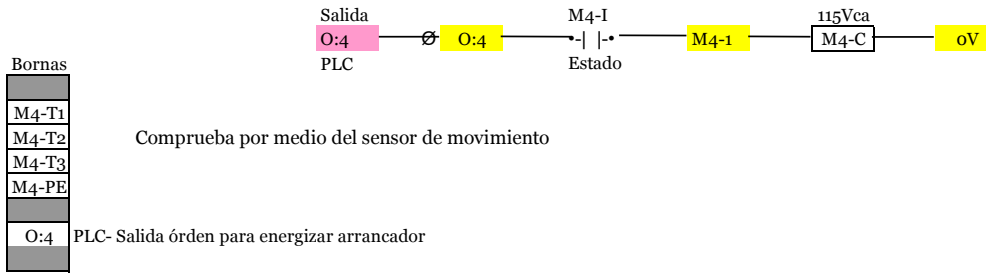 Salida M4-I 115Vca
O:4 Ø O:4 •-| |-• M4-1 M4-C 0V
PLC Estado
Bornas
M4-T1
M4-T2 Comprueba por medio del sensor de movimiento
M4-T3
M4-PE
O:4 PLC- Salida órden para energizar arrancador